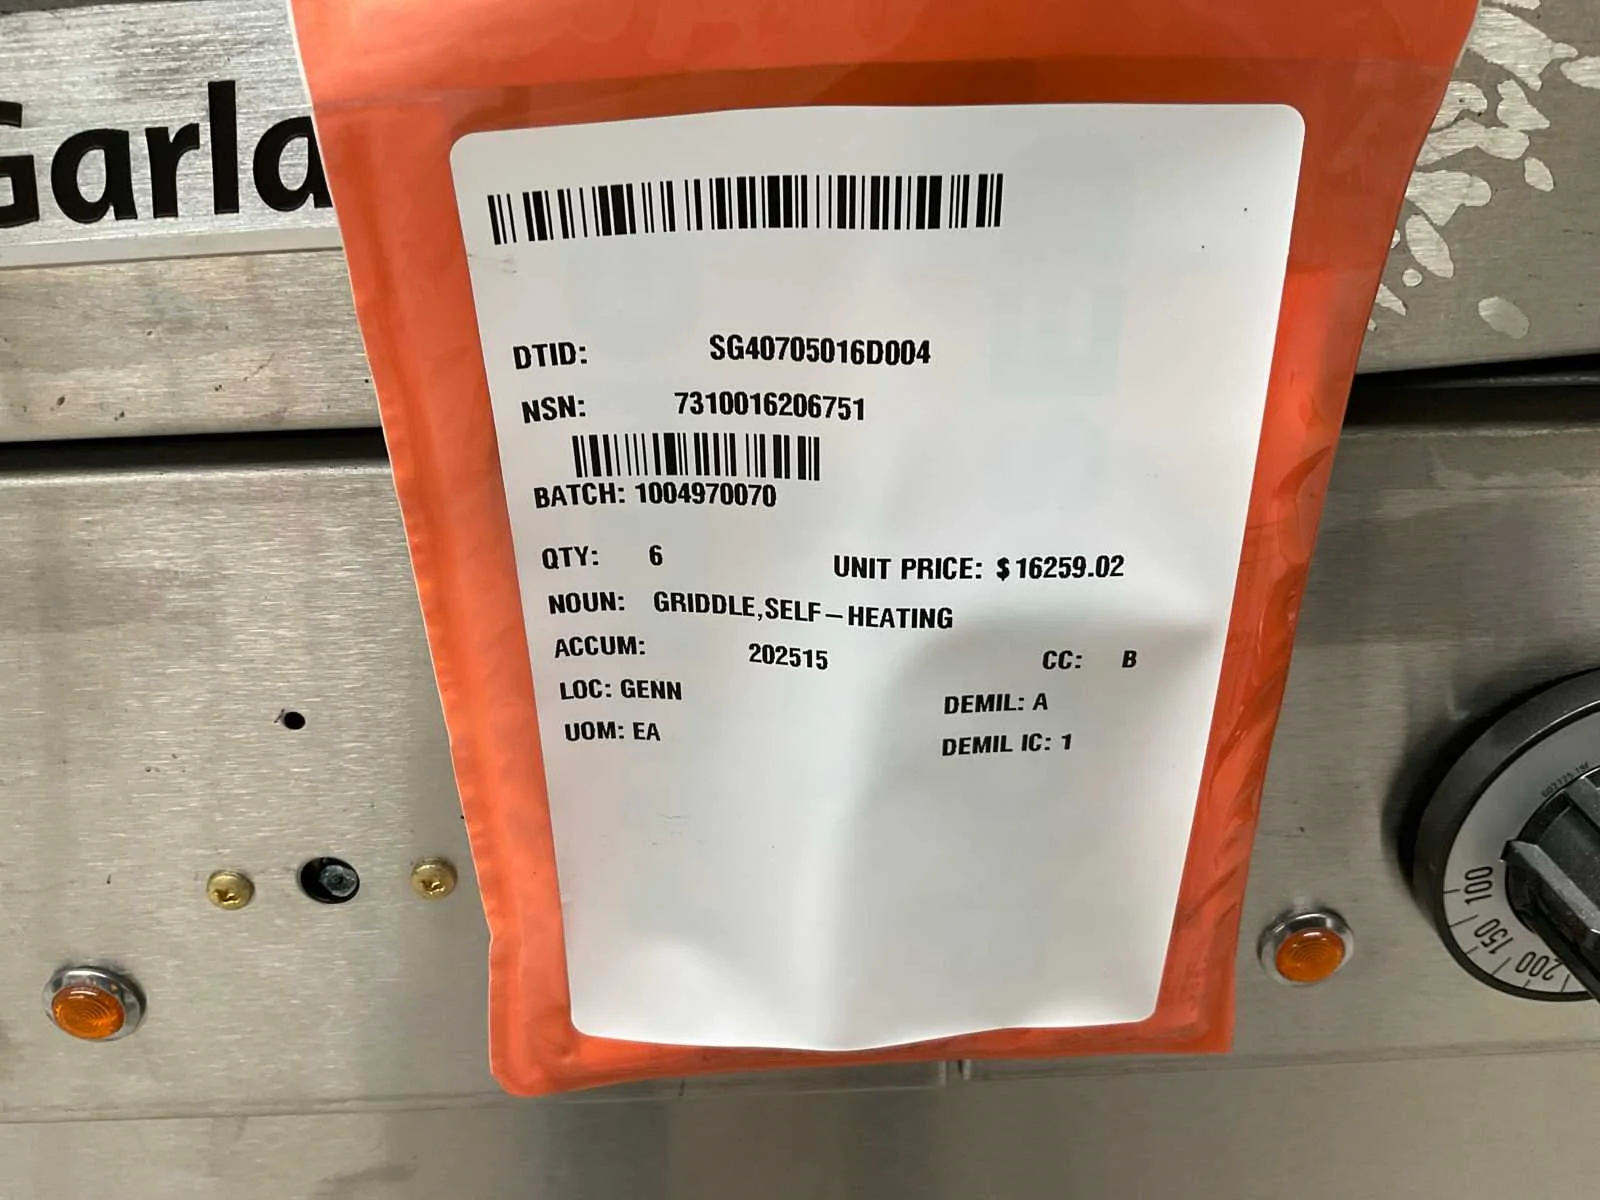 Garla
DTID: SG40705016D004
NSN: 7310016206751
BATCH: 1004970070
QTY: 6 UNIT PRICE: $16259.02
NOUN: GRIDDLE,SELF-HEATING
ACCUM: 202515 CC: B
LOC: GENN DEMIL: A
UOM: EA DEMIL IC: 1
100
150
200